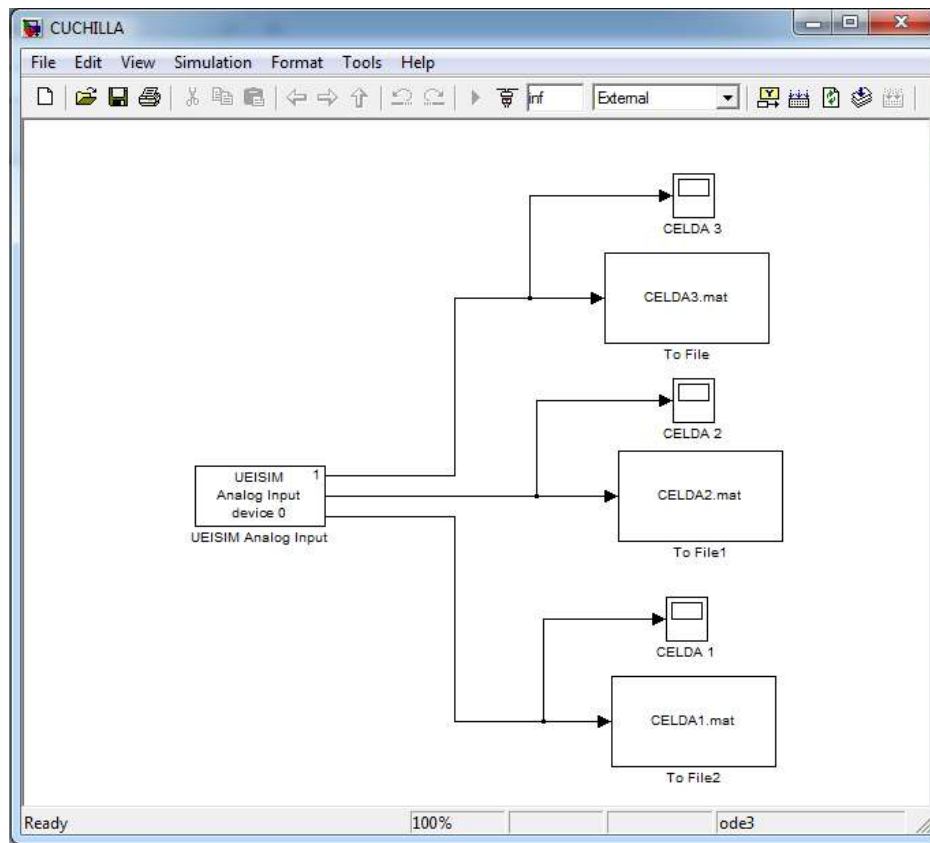 CUCHILLA
File Edit View Simulation Format Tools Help
inf External
CELDA 3
CELDA3.mat
To File
CELDA 2
UEISIM 1
Analog Input
device 0
UEISIM Analog Input
CELDA2.mat
To File1
CELDA 1
CELDA1.mat
To File2
Ready 100% ode3